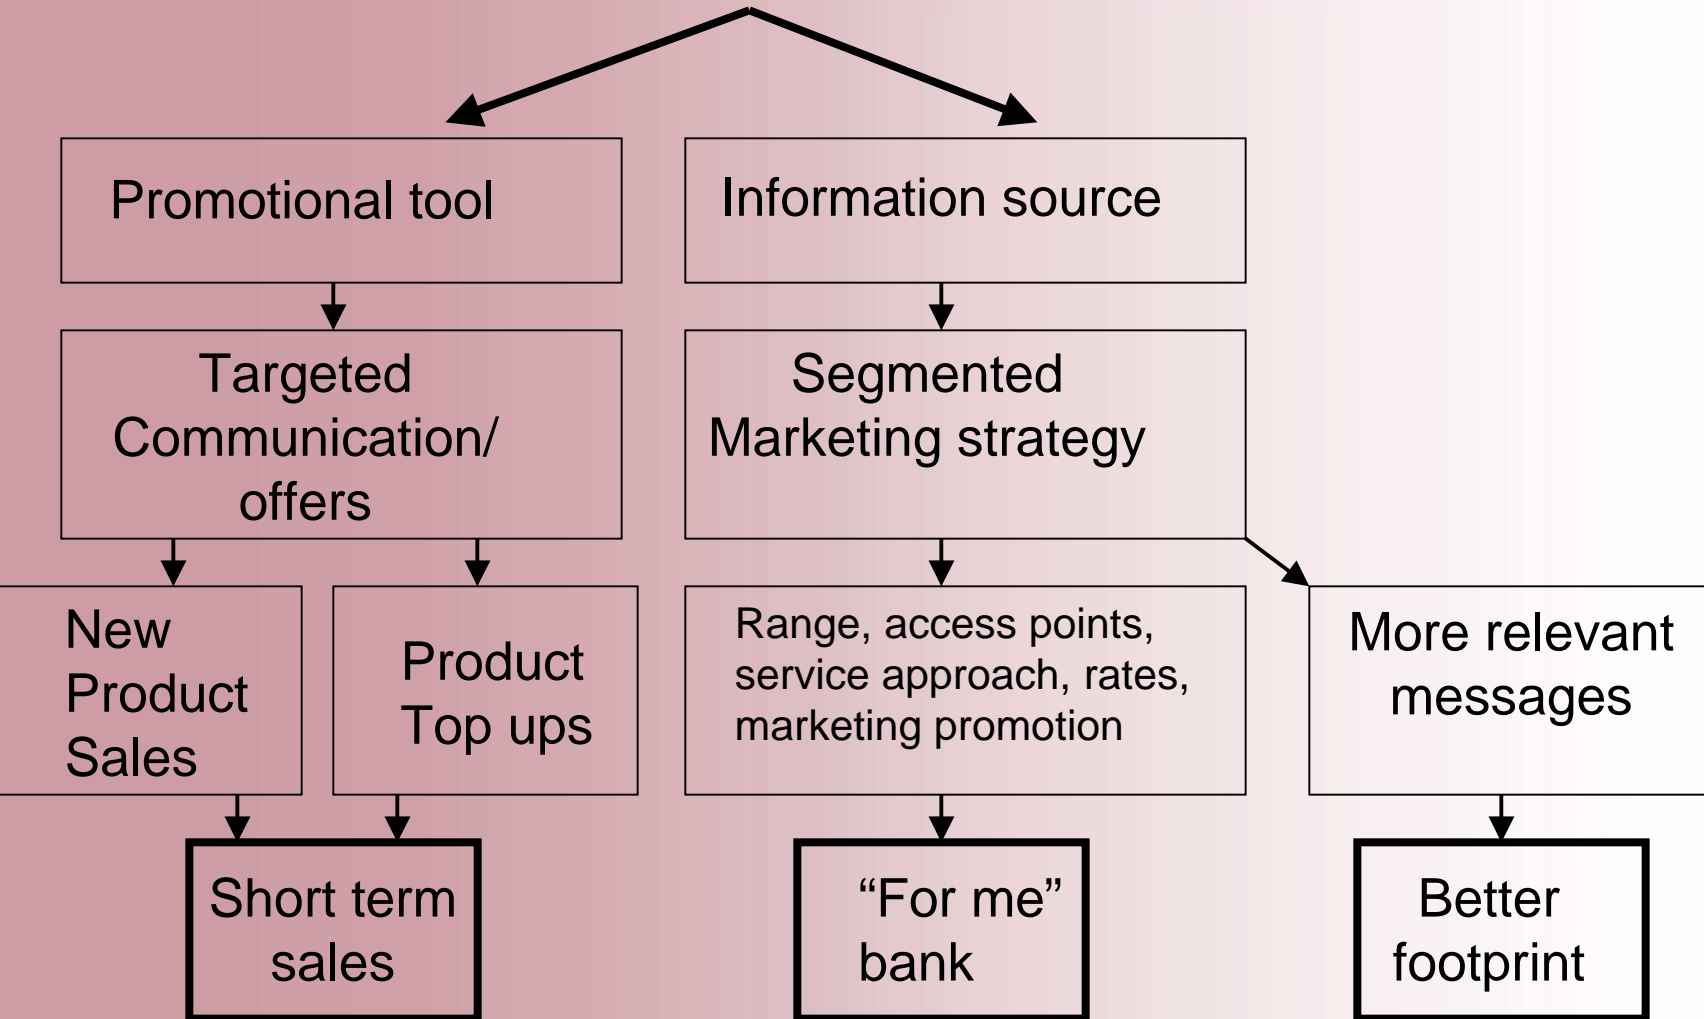 Promotional tool
Information source
Targeted
Communication/
offers
Segmented
Marketing strategy
New
Product
Sales
Product
Top ups
Range, access points,
service approach, rates,
marketing promotion
More relevant
messages
Short term
sales
“For me”
bank
Better
footprint